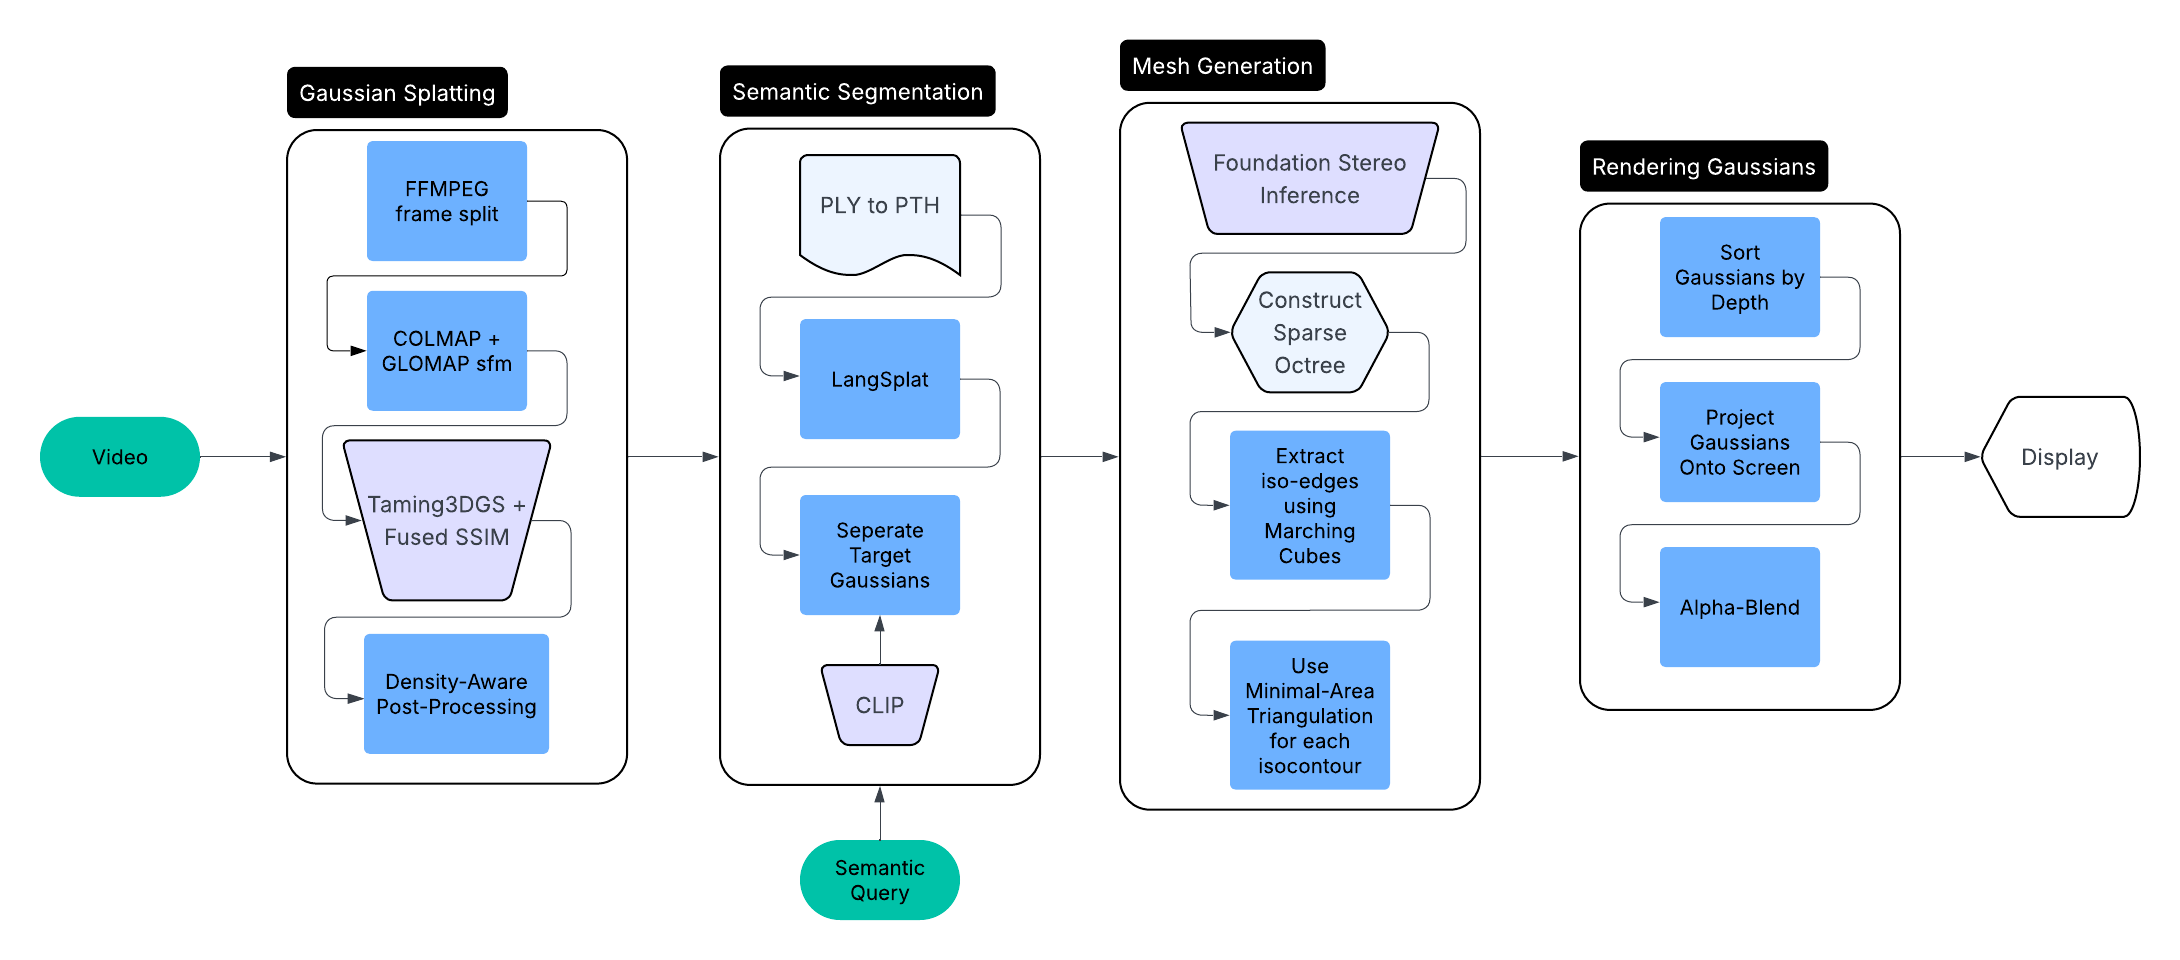 Video
Gaussian Splatting
FFMPEG
frame split
COLMAP +
GLOMAP sfm
Taming3DGS +
Fused SSIM
Density-Aware
Post-Processing
Semantic Segmentation
PLY to PTH
LangSplat
Seperate
Target
Gaussians
CLIP
Semantic
Query
Mesh Generation
Foundation Stereo
Inference
Construct
Sparse
Octree
Extract
iso-edges
using
Marching
Cubes
Use
Minimal-Area
Triangulation
for each
isocontour
Rendering Gaussians
Sort
Gaussians by
Depth
Project
Gaussians
Onto Screen
Alpha-Blend
Display